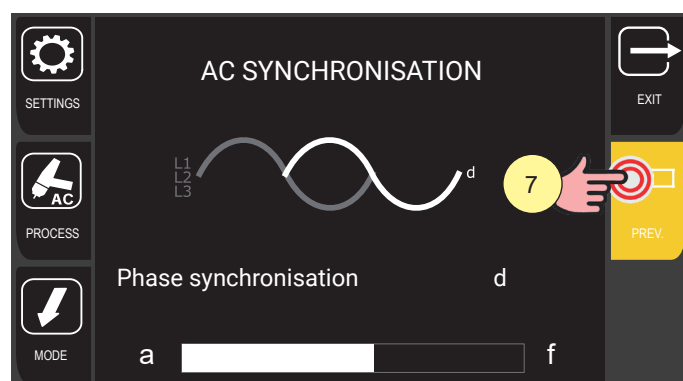 SETTINGS
AC SYNCHRONISATION
EXIT
L1
L2
L3
d
7
AC
PROCESS
PREV.
Phase synchronisation d
MODE
a f